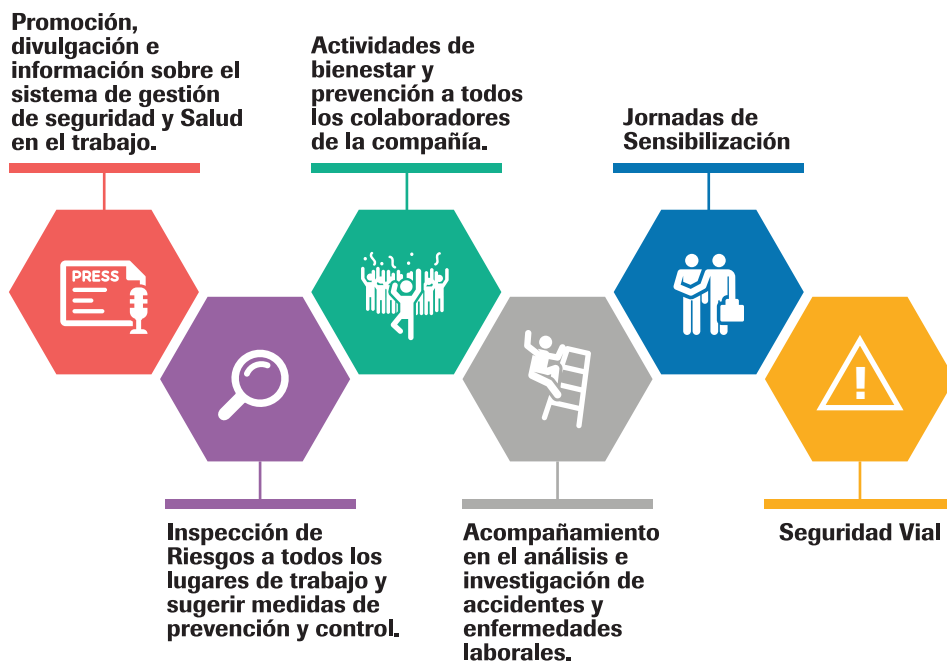 Promoción,
divulgación e
información sobre el
sistema de gestión
de seguridad y Salud
en el trabajo.
Actividades de
bienestar y
prevención a todos
los colaboradores
de la compañía.
Jornadas de
Sensibilización
PRESS
Inspección de
Riesgos a todos los
lugares de trabajo y
sugerir medidas de
prevención y control.
Acompañamiento
en el análisis e
investigación de
accidentes y
enfermedades
laborales.
Seguridad Vial